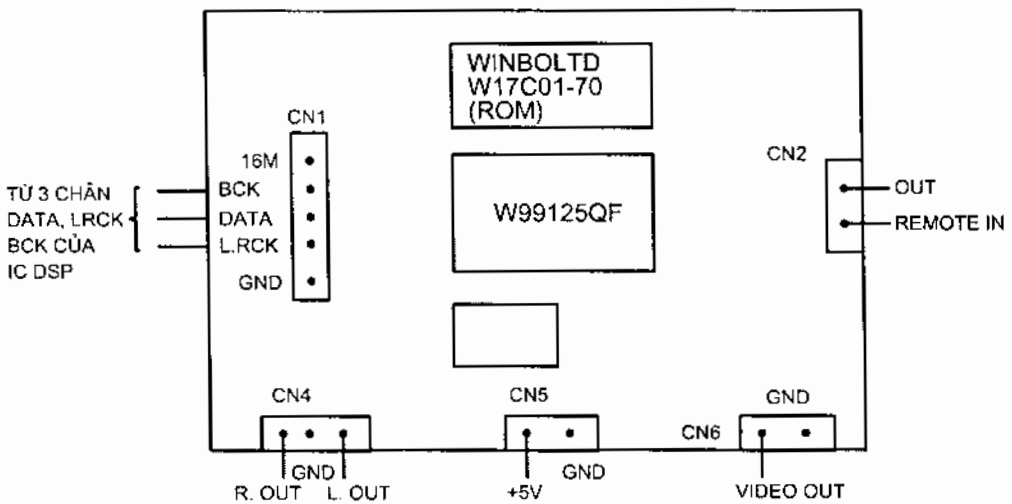 WINBOLTD
W17C01-70
(ROM)
CN1
16M
BCK
DATA
L.RCK
GND
TỪ 3 CHÂN
DATA, LRCK
BCK CỦA
IC DSP
W99125QF
CN2
OUT
REMOTE IN
CN4
GND
R. OUT
L. OUT
CN5
+5V
GND
CN6
GND
VIDEO OUT